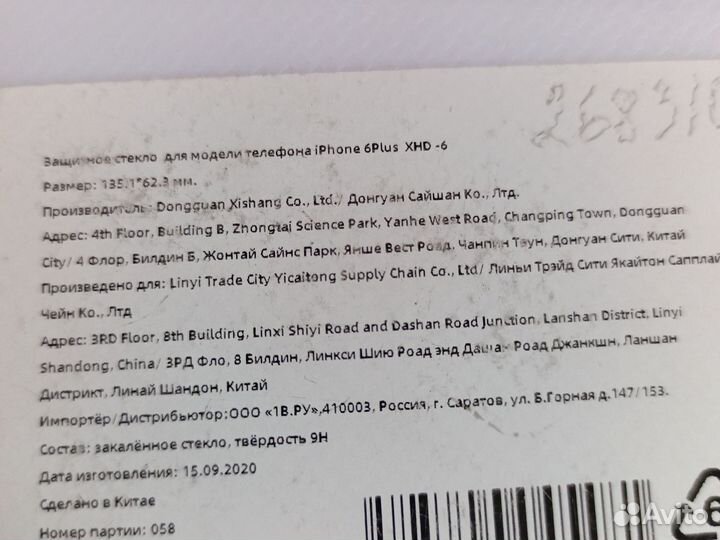 Защитное стекло для модели телефона iPhone 6Plus XHD -6
Размер: 135.1*62.3 мм.
Производитель: Dongguan Xishang Co., Ltd./ Донгуан Сайшан Ко., Лтд.
Адрес: 4th Floor, Building B, Zhongtai Science Park, Yanhe West Road, Changping Town, Dongguan
City/ 4 Флор, Билдин Б, Жонтай Сайнс Парк, Янше Вест Роад, Чанпин Таун, Донгуан Сити, Китай
Произведено для: Linyi Trade City Yicaitong Supply Chain Co., Ltd/ Линьи Трэйд Сити Якайтон Сапплай
Чейн Ко., Лтд
Адрес: 3RD Floor, 8th Building, Linxi Shiyi Road and Dashan Road Junction, Lanshan District, Linyi
Shandong, China/ 3РД Фло, 8 Билдин, Линкси Шию Роад энд Дашан Роад Джанкшн, Ланшан
Дистрикт, Линай Шандон, Китай
Импортёр/Дистрибьютор:ООО «1В.РУ»,410003, Россия, г. Саратов, ул. Б.Горная д.147/153.
Состав: закалённое стекло, твёрдость 9H
Дата изготовления: 15.09.2020
Сделано в Китае
Номер партии: 058
Avito